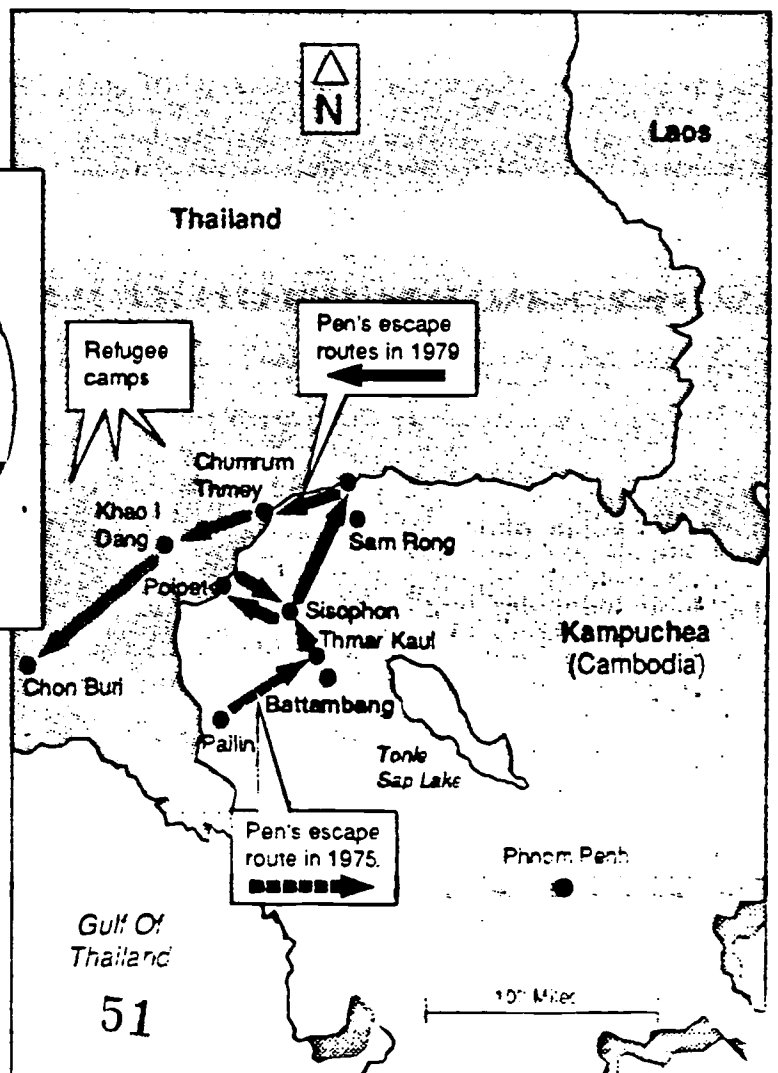 N
Laos
Thailand
Pen's escape
routes in 1979
Refugee
camps
Chumrum
Thmey
Khao I
Dang
Sam Rong
Poipet
Sisophon
Kampuchea
(Cambodia)
Thmar Kaul
Chon Buri
Battambang
Pailin
Tonle
Sap Lake
Pen's escape
route in 1975.
Phnom Penh
Gulf Of
Thailand
51
100 Miles